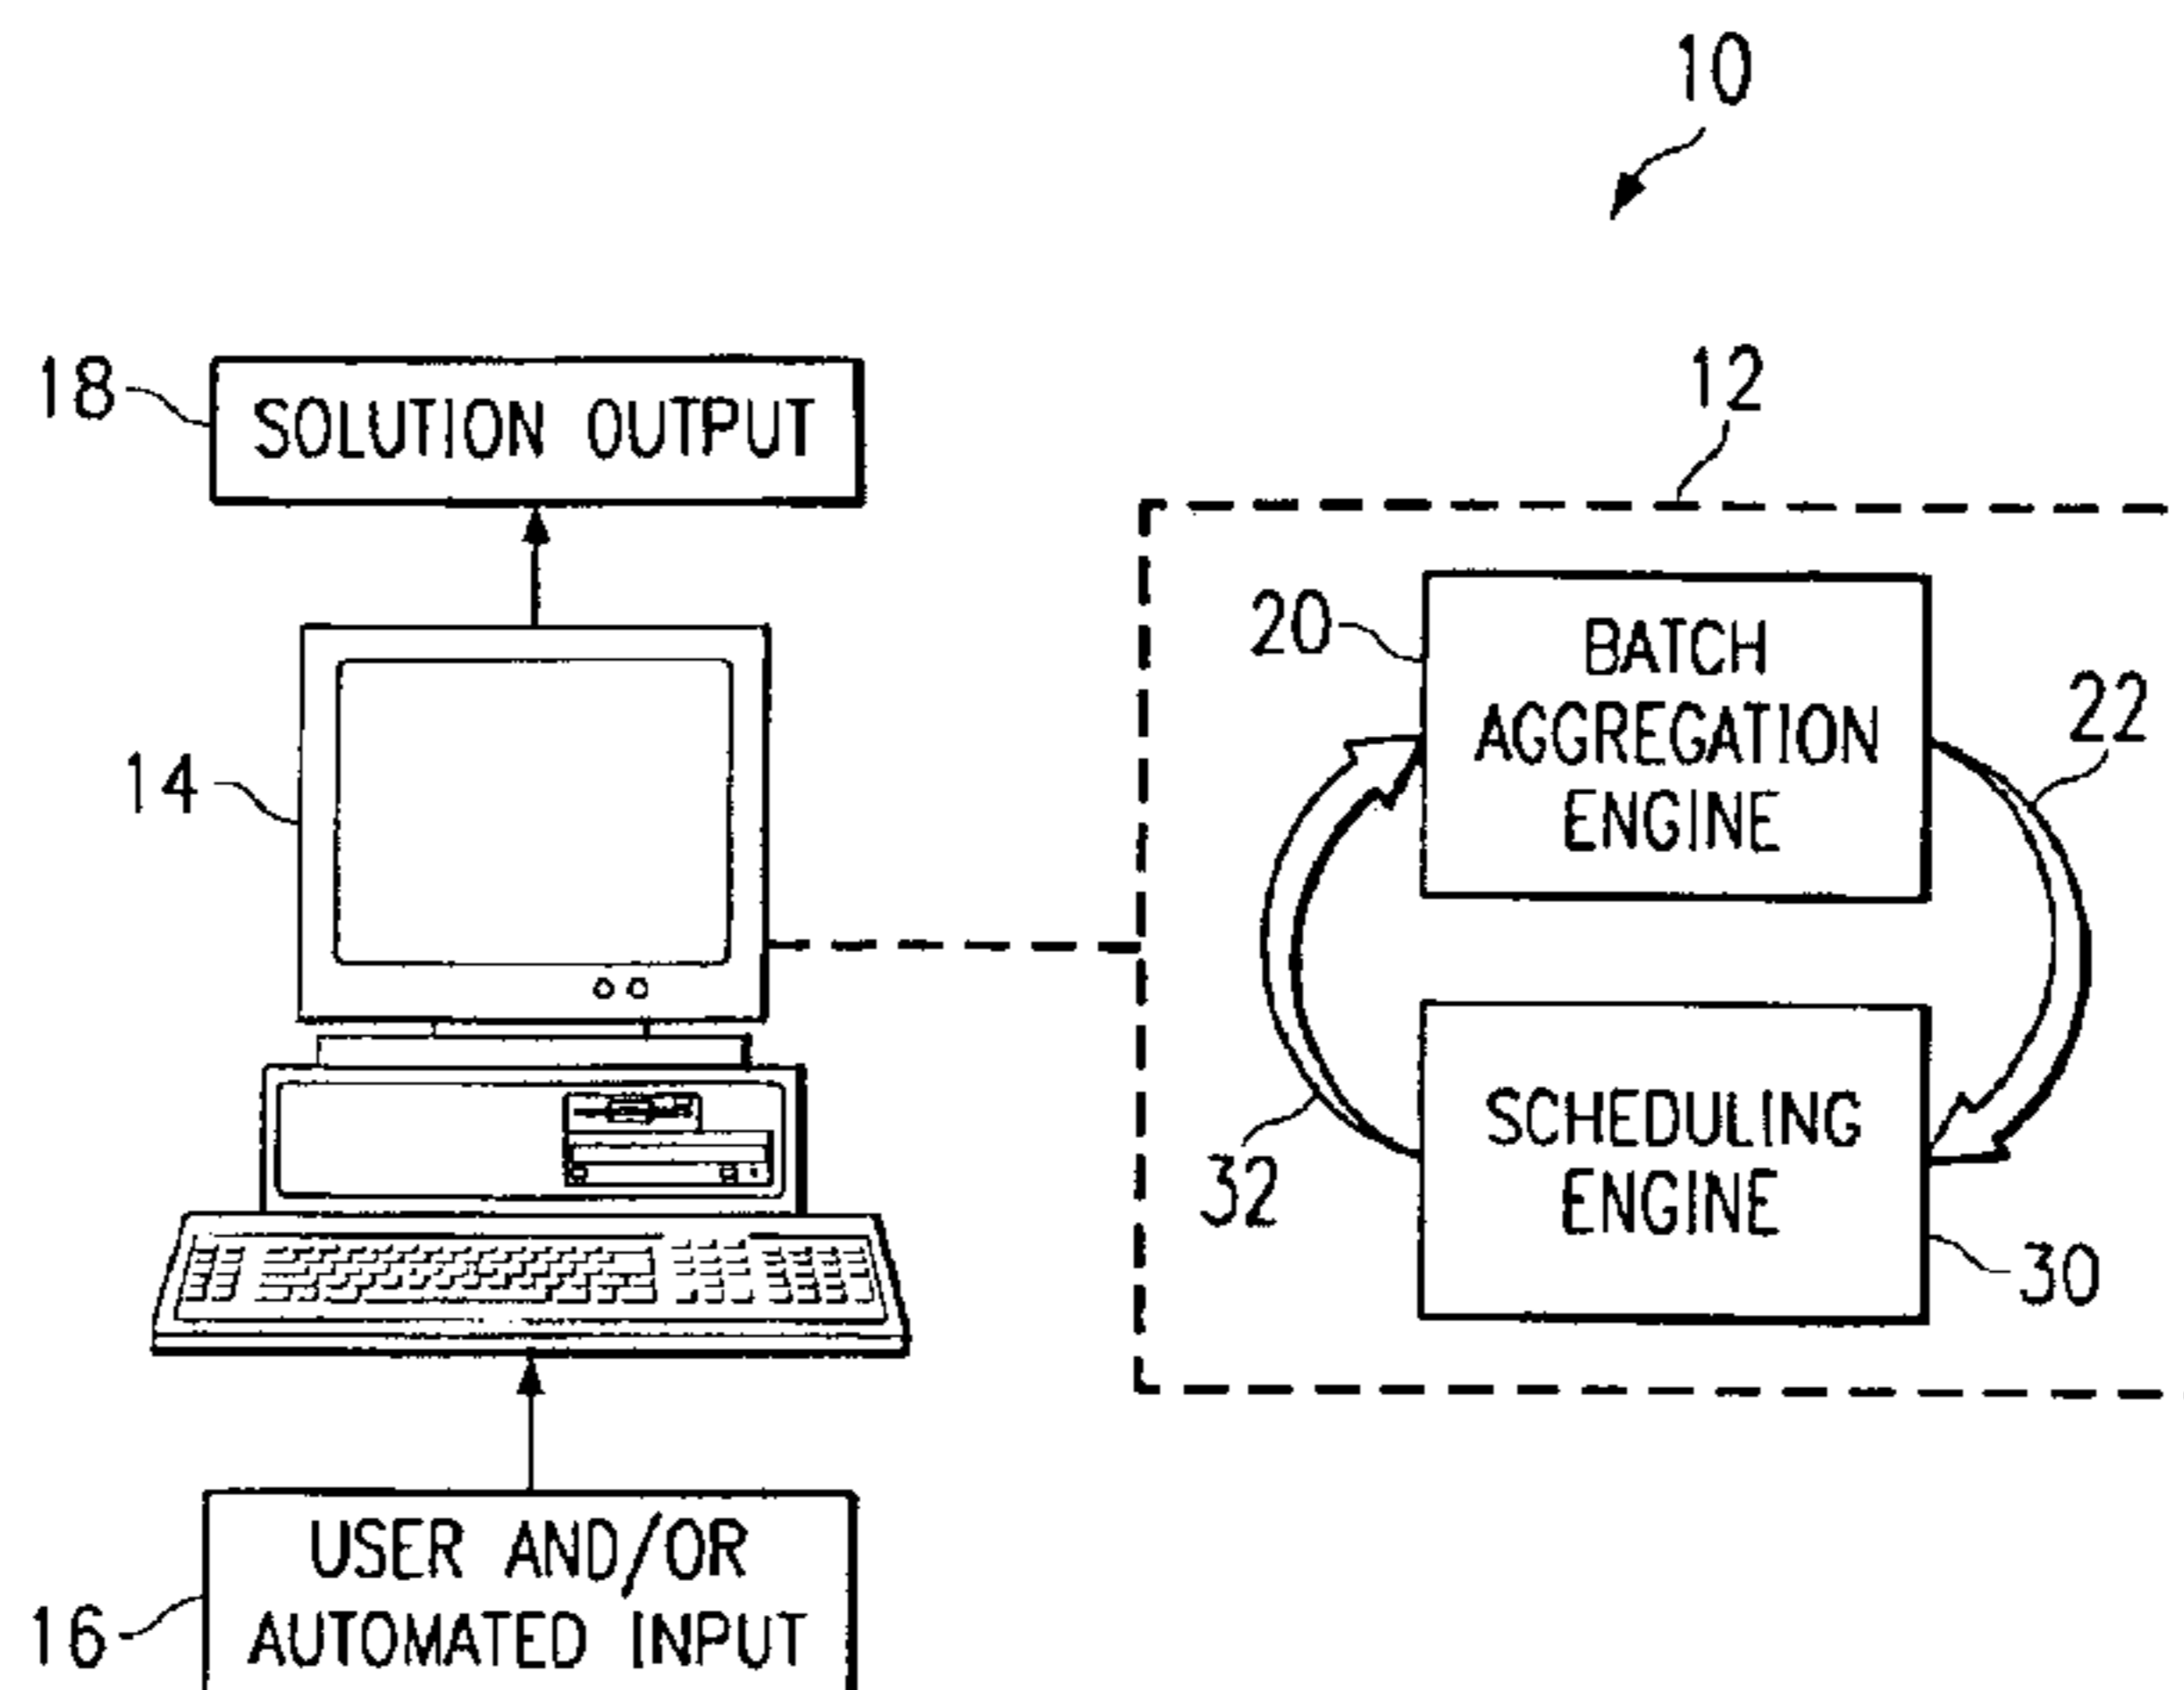 10
18
SOLUTION OUTPUT
12
20
BATCH
AGGREGATION
ENGINE
22
14
SCHEDULING
ENGINE
32
30
USER AND/OR
AUTOMATED INPUT
16